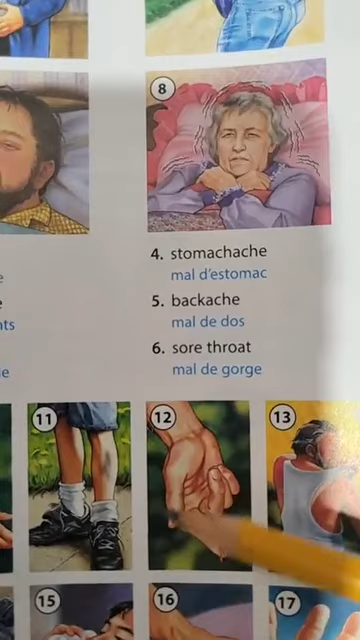 8
4. stomachache
mal d'estomac
5. backache
mal de dos
6. sore throat
mal de gorge
11
12
13
15
16
17